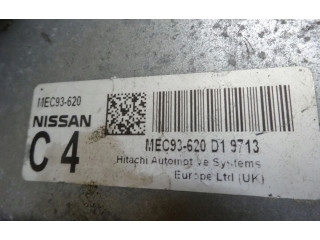 MEC93-620
NISSAN
C 4
MEC93-620 D1 9713
Hitachi Automotive Systems
Europe Ltd (UK)